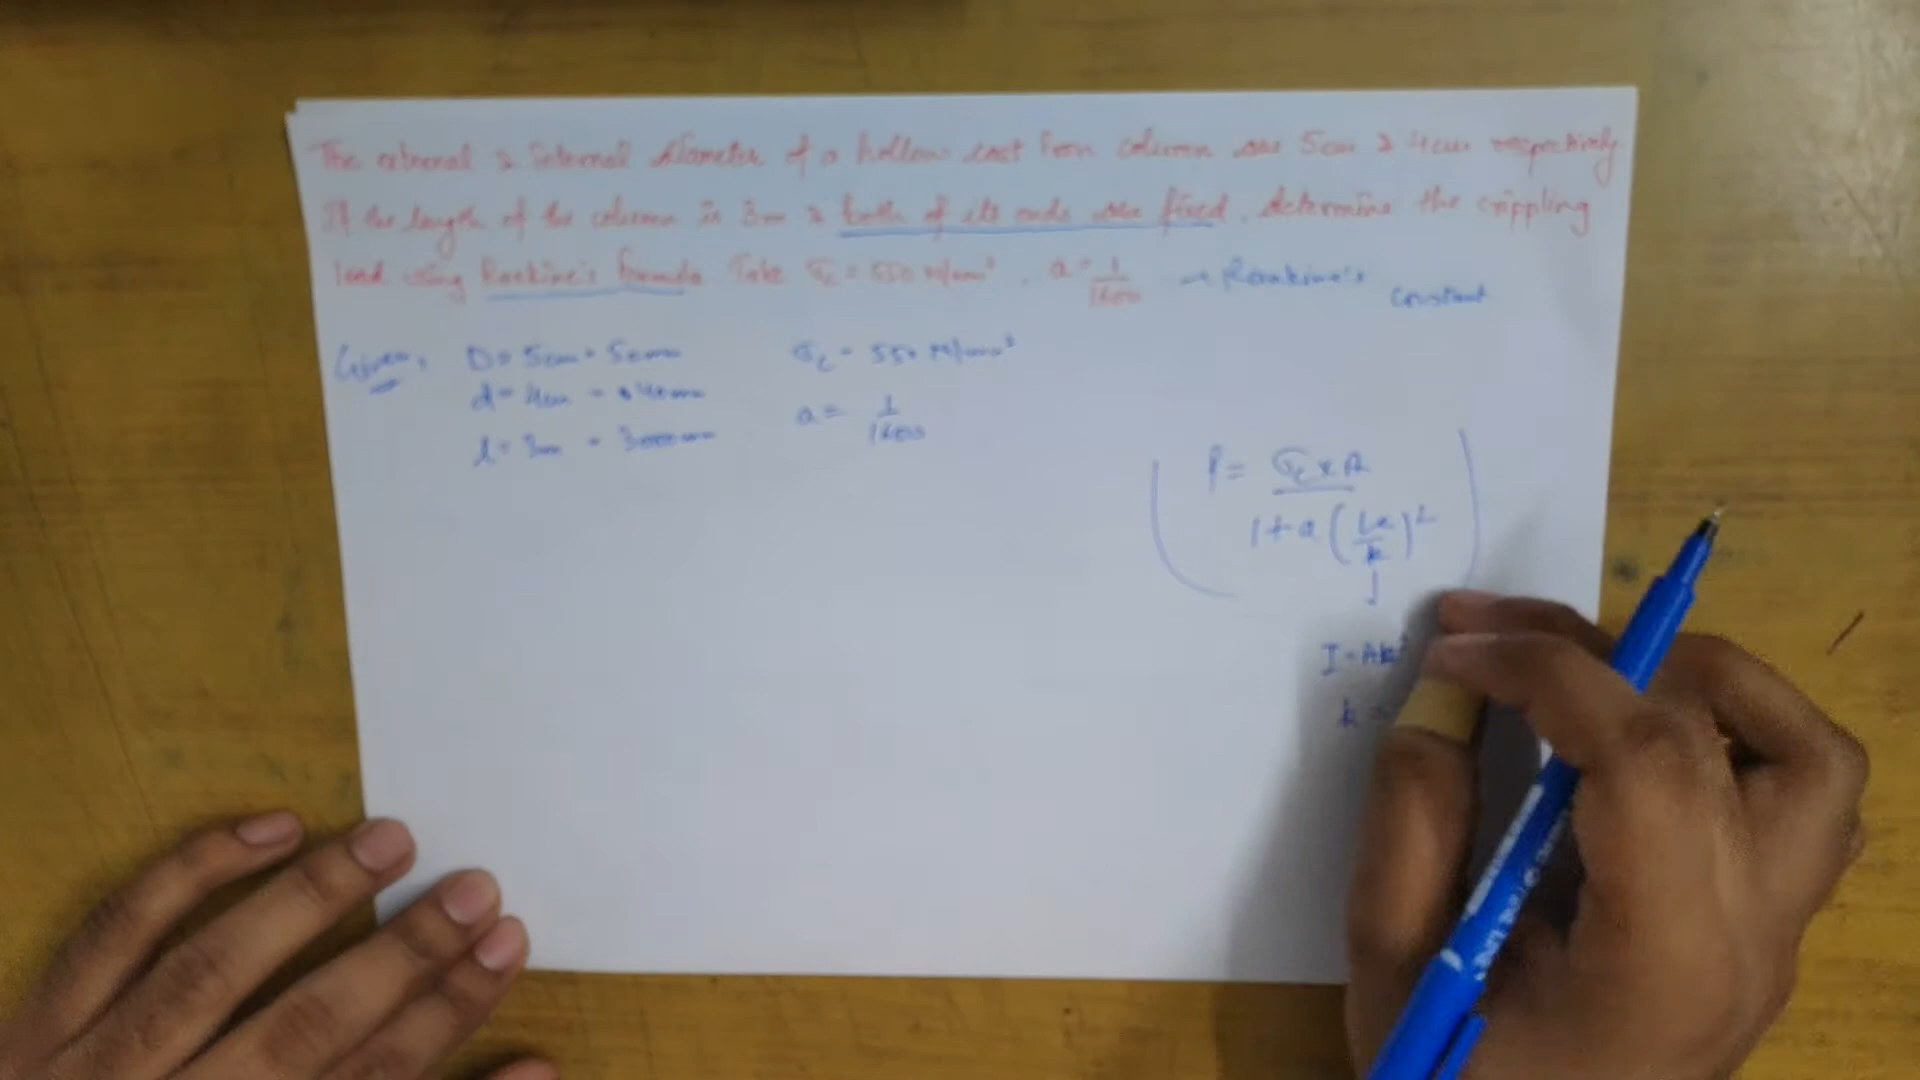 The external & internal diameter of a hollow cast iron column are 5cm & 4cm respectively
If the length of the column is 3m & both of its ends are fixed, determine the crippling
load using Rankine's formula Take σc = 550 N/mm², a = 1/1600 → Rankine's constant
Given, D = 5cm = 50mm σc = 550 N/mm²
d = 4cm = 40mm a = 1/1600
l = 3m = 3000mm
P = σc x A
1 + a (Le/k)²
↓
I = Ak²
k =